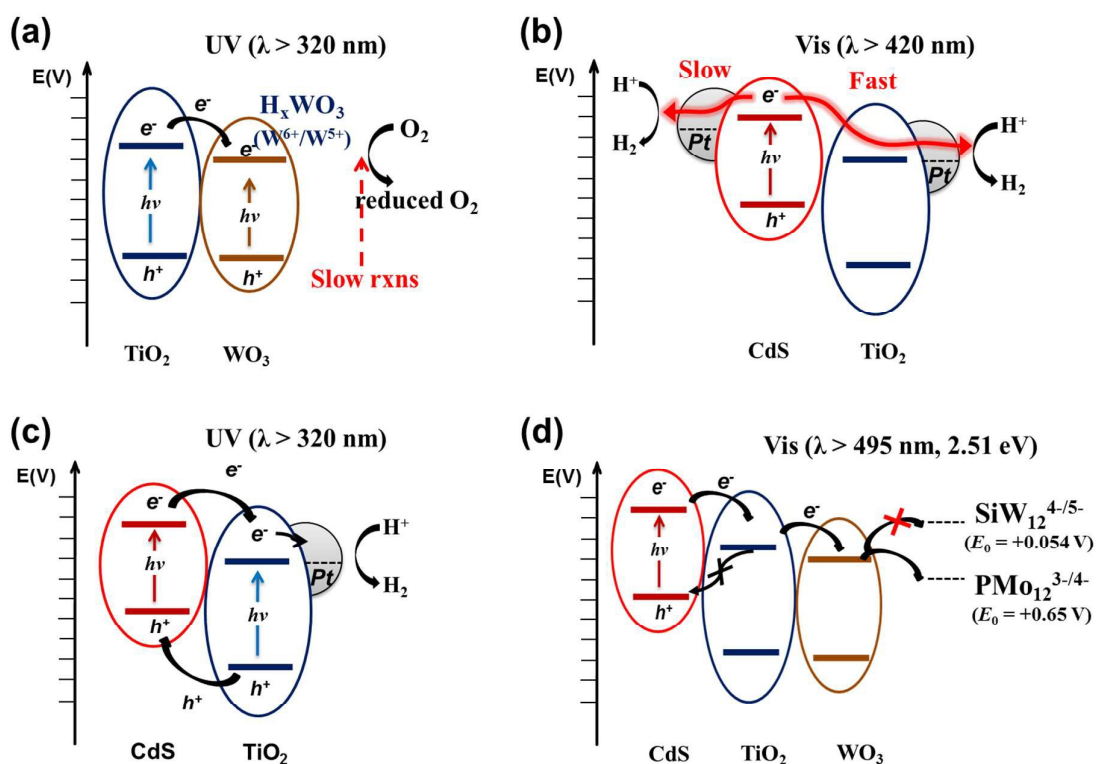 (a)
UV (λ > 320 nm)
E(V)
e-
HxWO3
(W6+/W5+)
e-
e-
O2
hν
hν
reduced O2
h+
h+
Slow rxns
TiO2
WO3
(b)
Vis (λ > 420 nm)
E(V)
Slow
Fast
H+
e-
H+
Pt
hν
H2
Pt
H2
h+
CdS
TiO2
(c)
UV (λ > 320 nm)
E(V)
e-
e-
e-
H+
hν
Pt
H2
hν
h+
h+
h+
CdS
TiO2
(d)
Vis (λ > 495 nm, 2.51 eV)
E(V)
e-
e-
e-
SiW12 4-/5-
(E0 = +0.054 V)
hν
PMo12 3-/4-
(E0 = +0.65 V)
h+
CdS
TiO2
WO3